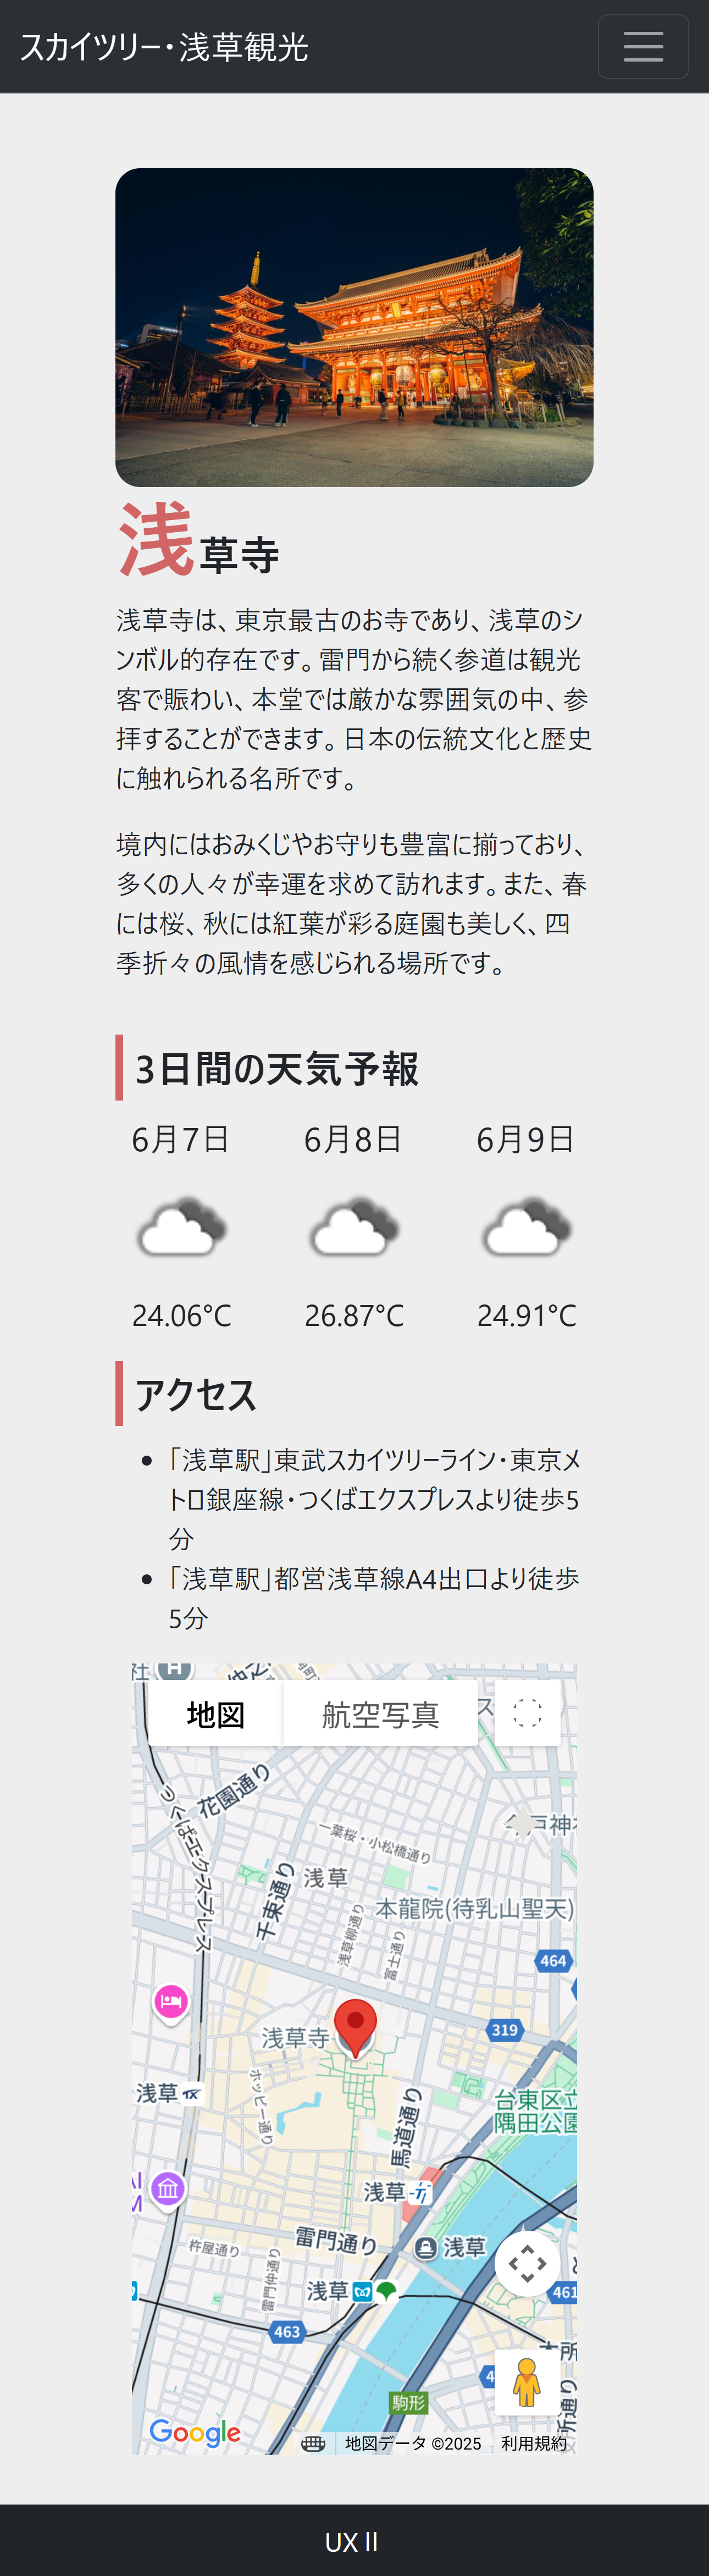 スカイツリー・浅草観光
浅草寺
浅草寺は、東京最古のお寺であり、浅草のシ
ンボル的存在です。雷門から続く参道は観光
客で賑わい、本堂では厳かな雰囲気の中、参
拝することができます。日本の伝統文化と歴史
に触れられる名所です。
境内にはおみくじやお守りも豊富に揃っており、
多くの人々が幸運を求めて訪れます。また、春
には桜、秋には紅葉が彩る庭園も美しく、四
季折々の風情を感じられる場所です。
3日間の天気予報
6月7日 6月8日 6月9日
24.06°C 26.87°C 24.91°C
アクセス
• 「浅草駅」東武スカイツリーライン・東京メ
トロ銀座線・つくばエクスプレスより徒歩5
分
• 「浅草駅」都営浅草線A4出口より徒歩
5分
社 H
地図 航空写真 ス
花園通り
つくばエクスプレス
一葉桜・小松橋通り
今戸神社
浅草
千束通り
本龍院(待乳山聖天)
浅草柳通り
富士通り
464
319
浅草寺
浅草 TX
ホッピー通り
馬道通り
台東区立
隅田公園
浅草
雷門通り
浅草
杵屋通り
雷門仲通り
浅草
461
463
駒形
Google
地図データ ©2025 利用規約
UX II